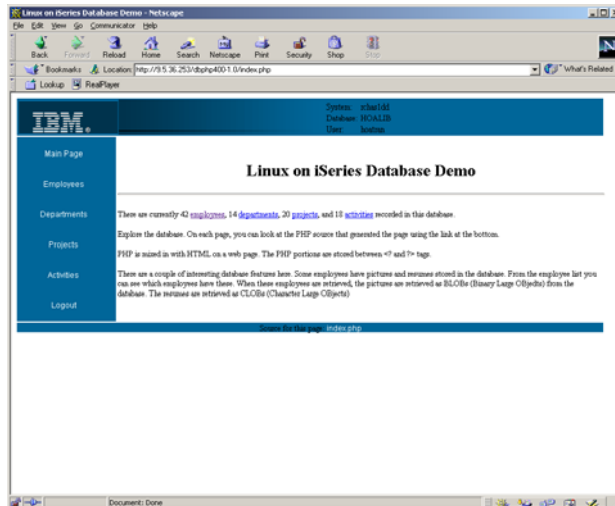 Linux on iSeries Database Demo - Netscape
File Edit View Go Communicator Help
Back Forward Reload Home Search Netscape Print Security Shop Stop
Bookmarks Location: http://9.5.36.253/dbphp400-1.0/index.php What's Related
Lookup RealPlayer
IBM
System: rchas1dd
Database: HOALIB
User:
Main Page
Employees
Departments
Projects
Activities
Logout
Linux on iSeries Database Demo
There are currently 42 employees, 14 departments, 20 projects, and 18 activities recorded in this database.
Explore the database. On each page, you can look at the PHP source that generated the page using the link at the bottom.
PHP is mixed in with HTML on a web page. The PHP portions are stored between <? and ?> tags.
There are a couple of interesting database features here. Some employees have pictures and resumes stored in the database. From the employee list you
can see which employees have these. When these employees are retrieved, the pictures are retrieved as BLOBs (Binary Large OBjedts) from the
database. The resumes are retrieved as CLOBs (Character Large OBjects)
Source for this page: index.php
Document: Done